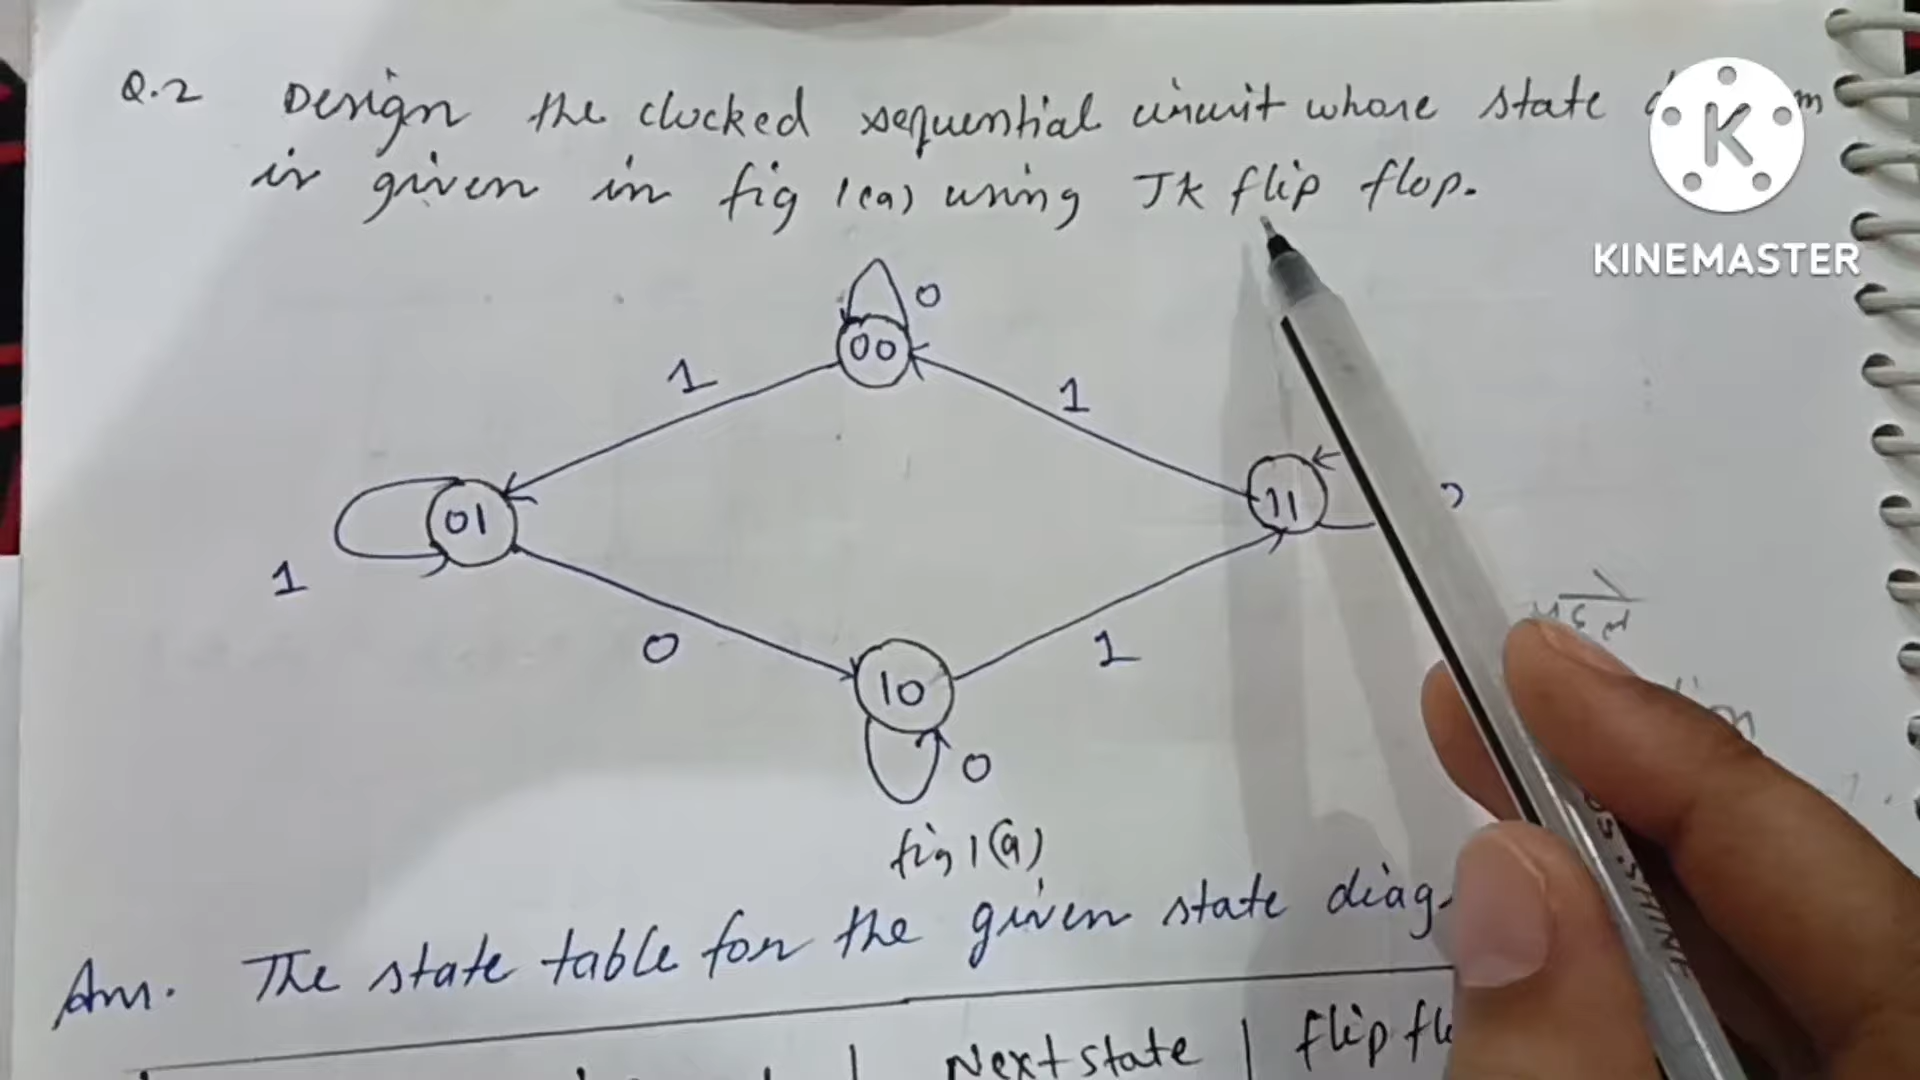 Q.2 Design the clocked sequential circuit whose state
is given in fig 1(a) using JK flip flop.
KINEMASTER
0
00
1
1
01
11
1
0
1
10
0
fig 1(a)
Ans. The state table for the given state diag
Next state | flip